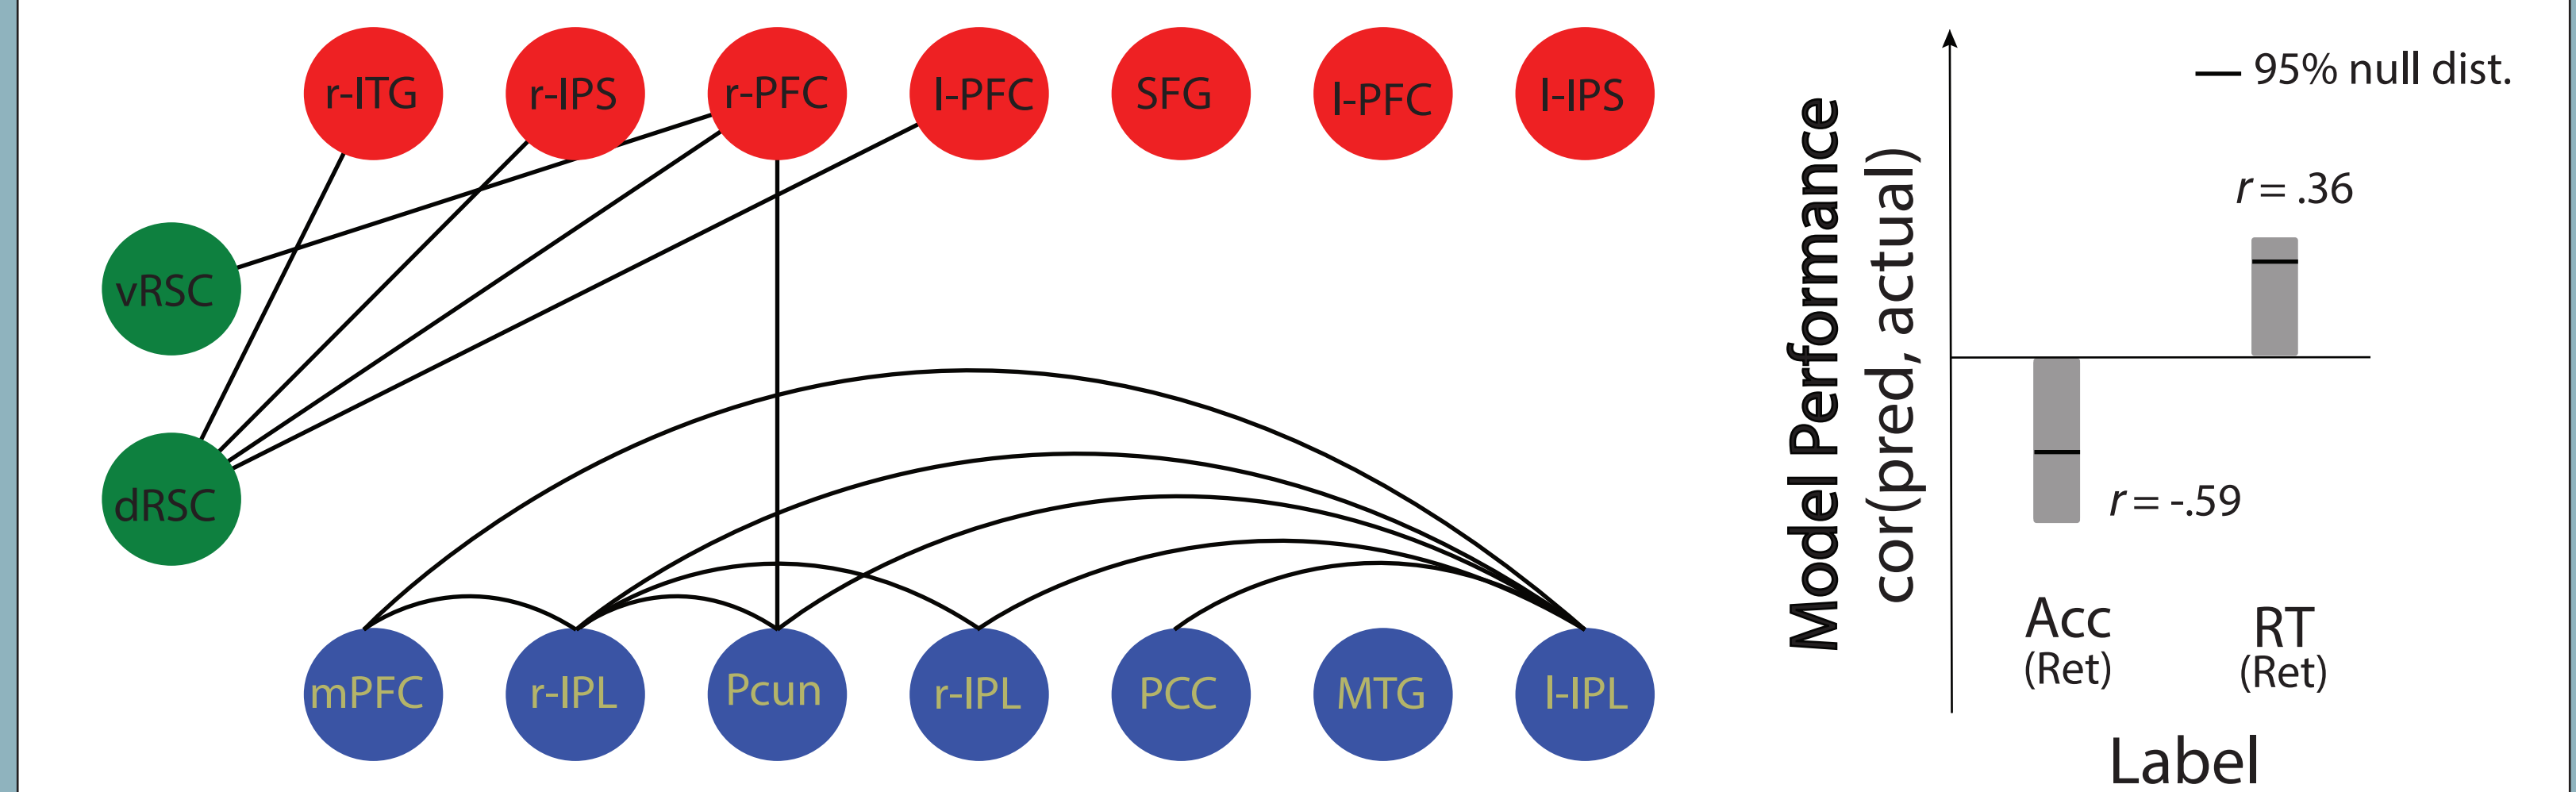 r-ITG
r-IPS
r-PFC
l-PFC
SFG
l-PFC
l-IPS
vRSC
dRSC
mPFC
r-IPL
Pcun
r-IPL
PCC
MTG
l-IPL
Model Performance
cor(pred, actual)
95% null dist.
r = .36
r = -.59
Acc
(Ret)
RT
(Ret)
Label